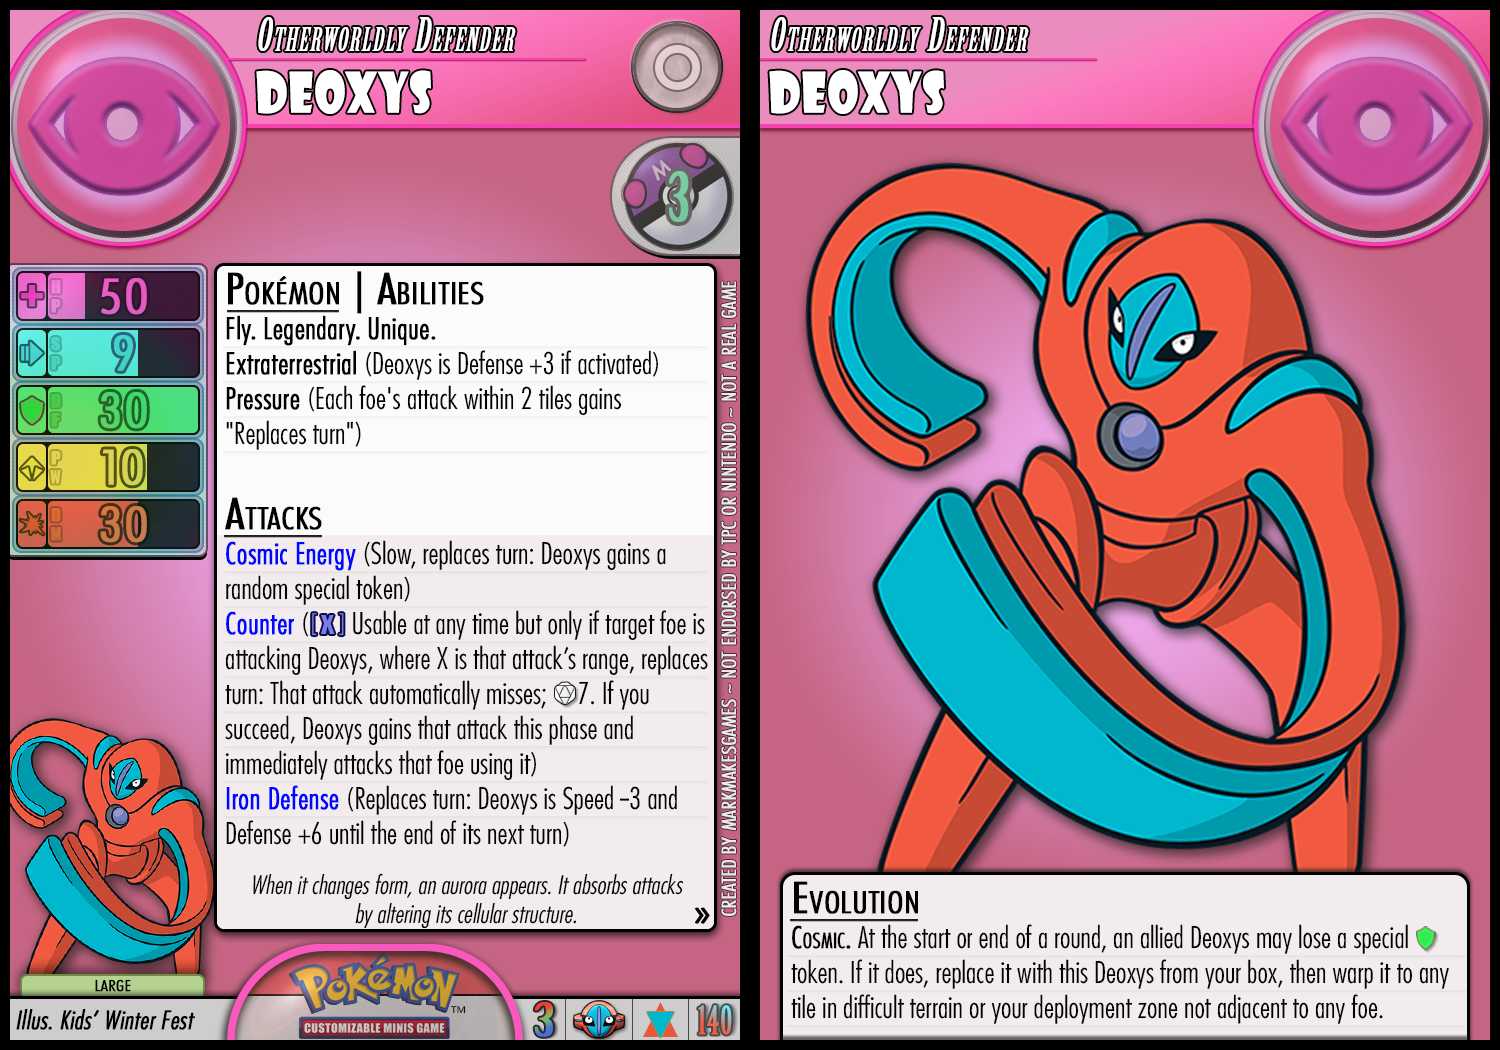 Otherworldly Defender
DEOXYS
M
3
HP 50
SP 9
DF 30
PW 10
DM 30
Pokémon | Abilities
Fly. Legendary. Unique.
Extraterrestrial (Deoxys is Defense +3 if activated)
Pressure (Each foe's attack within 2 tiles gains
"Replaces turn")
Attacks
Cosmic Energy (Slow, replaces turn: Deoxys gains a
random special token)
Counter ([X] Usable at any time but only if target foe is
attacking Deoxys, where X is that attack's range, replaces
turn: That attack automatically misses; 7. If you
succeed, Deoxys gains that attack this phase and
immediately attacks that foe using it)
Iron Defense (Replaces turn: Deoxys is Speed –3 and
Defense +6 until the end of its next turn)
When it changes form, an aurora appears. It absorbs attacks
by altering its cellular structure.
»
CREATED BY MARKMAKESGAMES ~ NOT ENDORSED BY TPC OR NINTENDO ~ NOT A REAL GAME
LARGE
Illus. Kids' Winter Fest
Pokémon TM
CUSTOMIZABLE MINIS GAME
3
140
Otherworldly Defender
DEOXYS
Evolution
Cosmic. At the start or end of a round, an allied Deoxys may lose a special
token. If it does, replace it with this Deoxys from your box, then warp it to any
tile in difficult terrain or your deployment zone not adjacent to any foe.